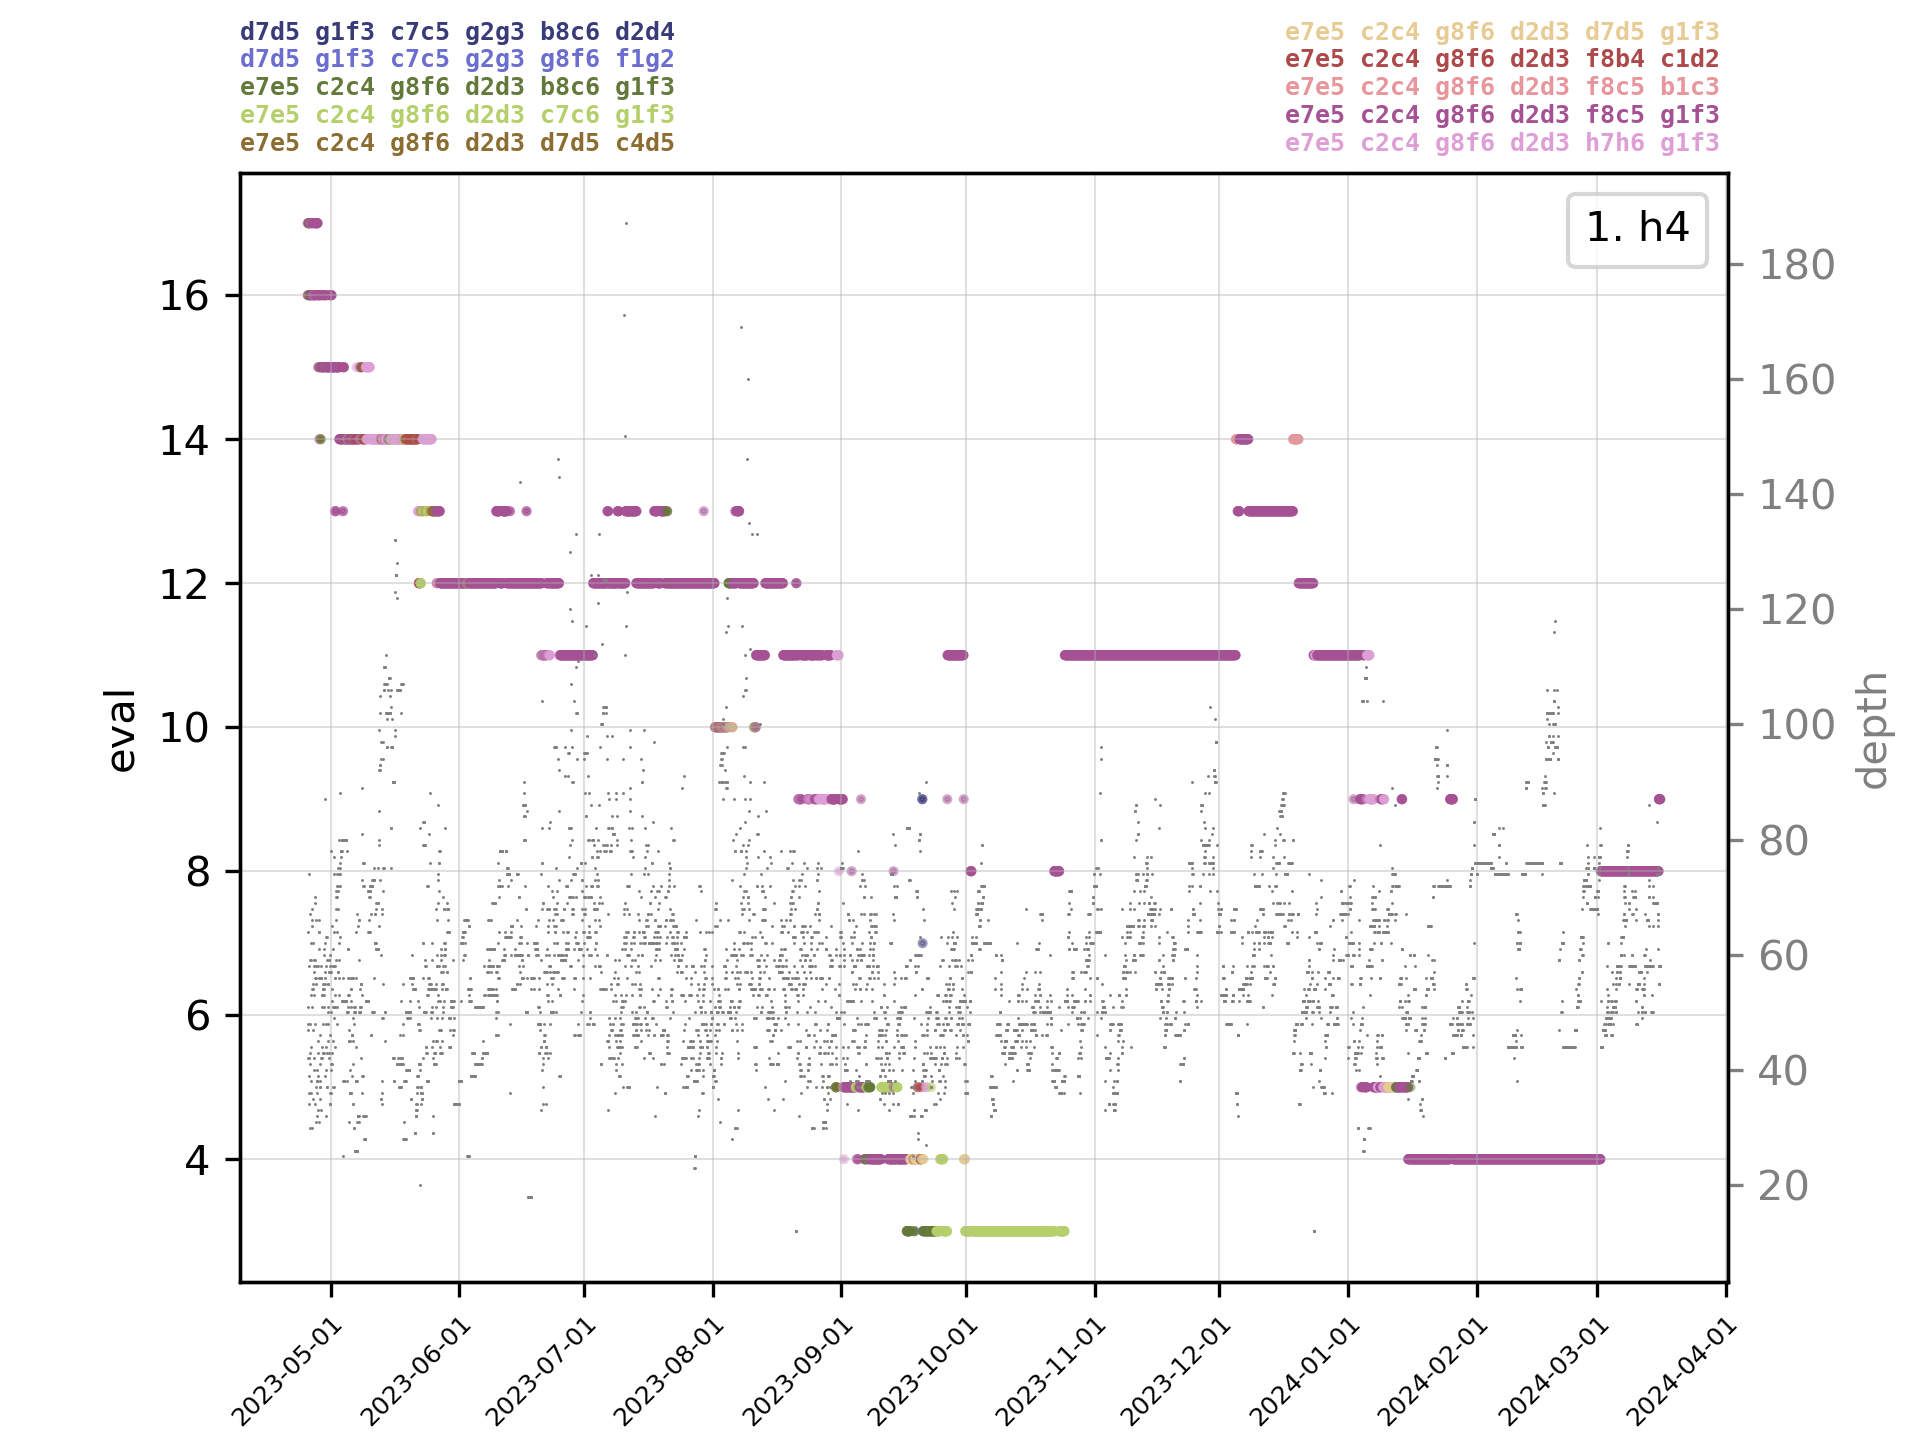 d7d5 g1f3 c7c5 g2g3 b8c6 d2d4
d7d5 g1f3 c7c5 g2g3 g8f6 f1g2
e7e5 c2c4 g8f6 d2d3 b8c6 g1f3
e7e5 c2c4 g8f6 d2d3 c7c6 g1f3
e7e5 c2c4 g8f6 d2d3 d7d5 c4d5
e7e5 c2c4 g8f6 d2d3 d7d5 g1f3
e7e5 c2c4 g8f6 d2d3 f8b4 c1d2
e7e5 c2c4 g8f6 d2d3 f8c5 b1c3
e7e5 c2c4 g8f6 d2d3 f8c5 g1f3
e7e5 c2c4 g8f6 d2d3 h7h6 g1f3
1. h4
eval
16
14
12
10
8
6
4
depth
180
160
140
120
100
80
60
40
20
2023-05-01
2023-06-01
2023-07-01
2023-08-01
2023-09-01
2023-10-01
2023-11-01
2023-12-01
2024-01-01
2024-02-01
2024-03-01
2024-04-01